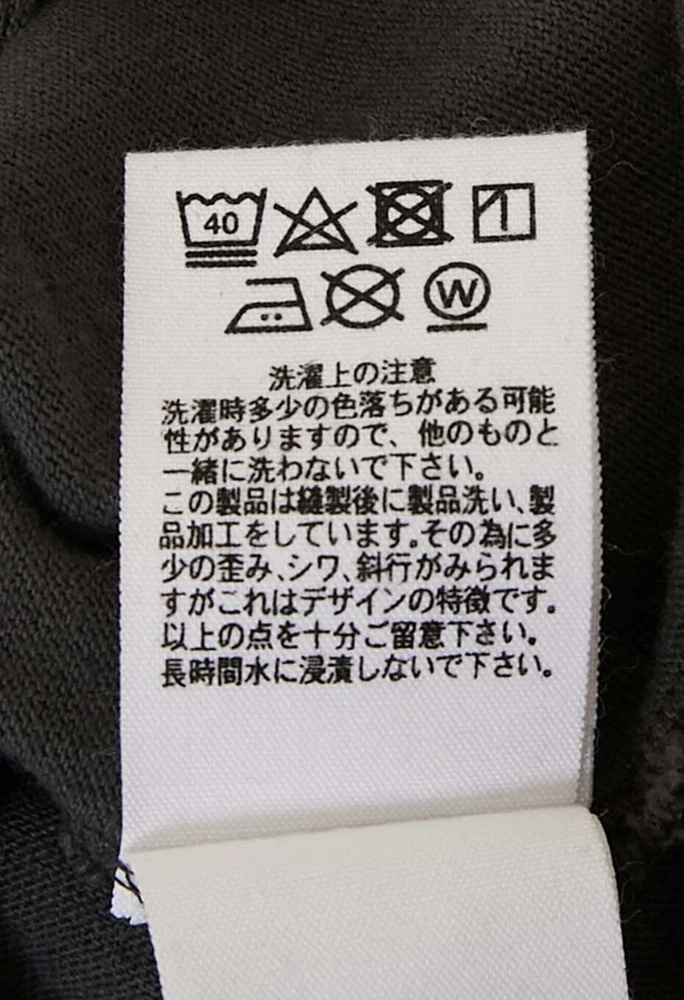 40
W
洗濯上の注意
洗濯時多少の色落ちがある可能
性がありますので、他のものと
一緒に洗わないで下さい。
この製品は縫製後に製品洗い、製
品加工をしています。その為に多
少の歪み、シワ、斜行がみられま
すがこれはデザインの特徴です。
以上の点を十分ご留意下さい。
長時間水に浸漬しないで下さい。